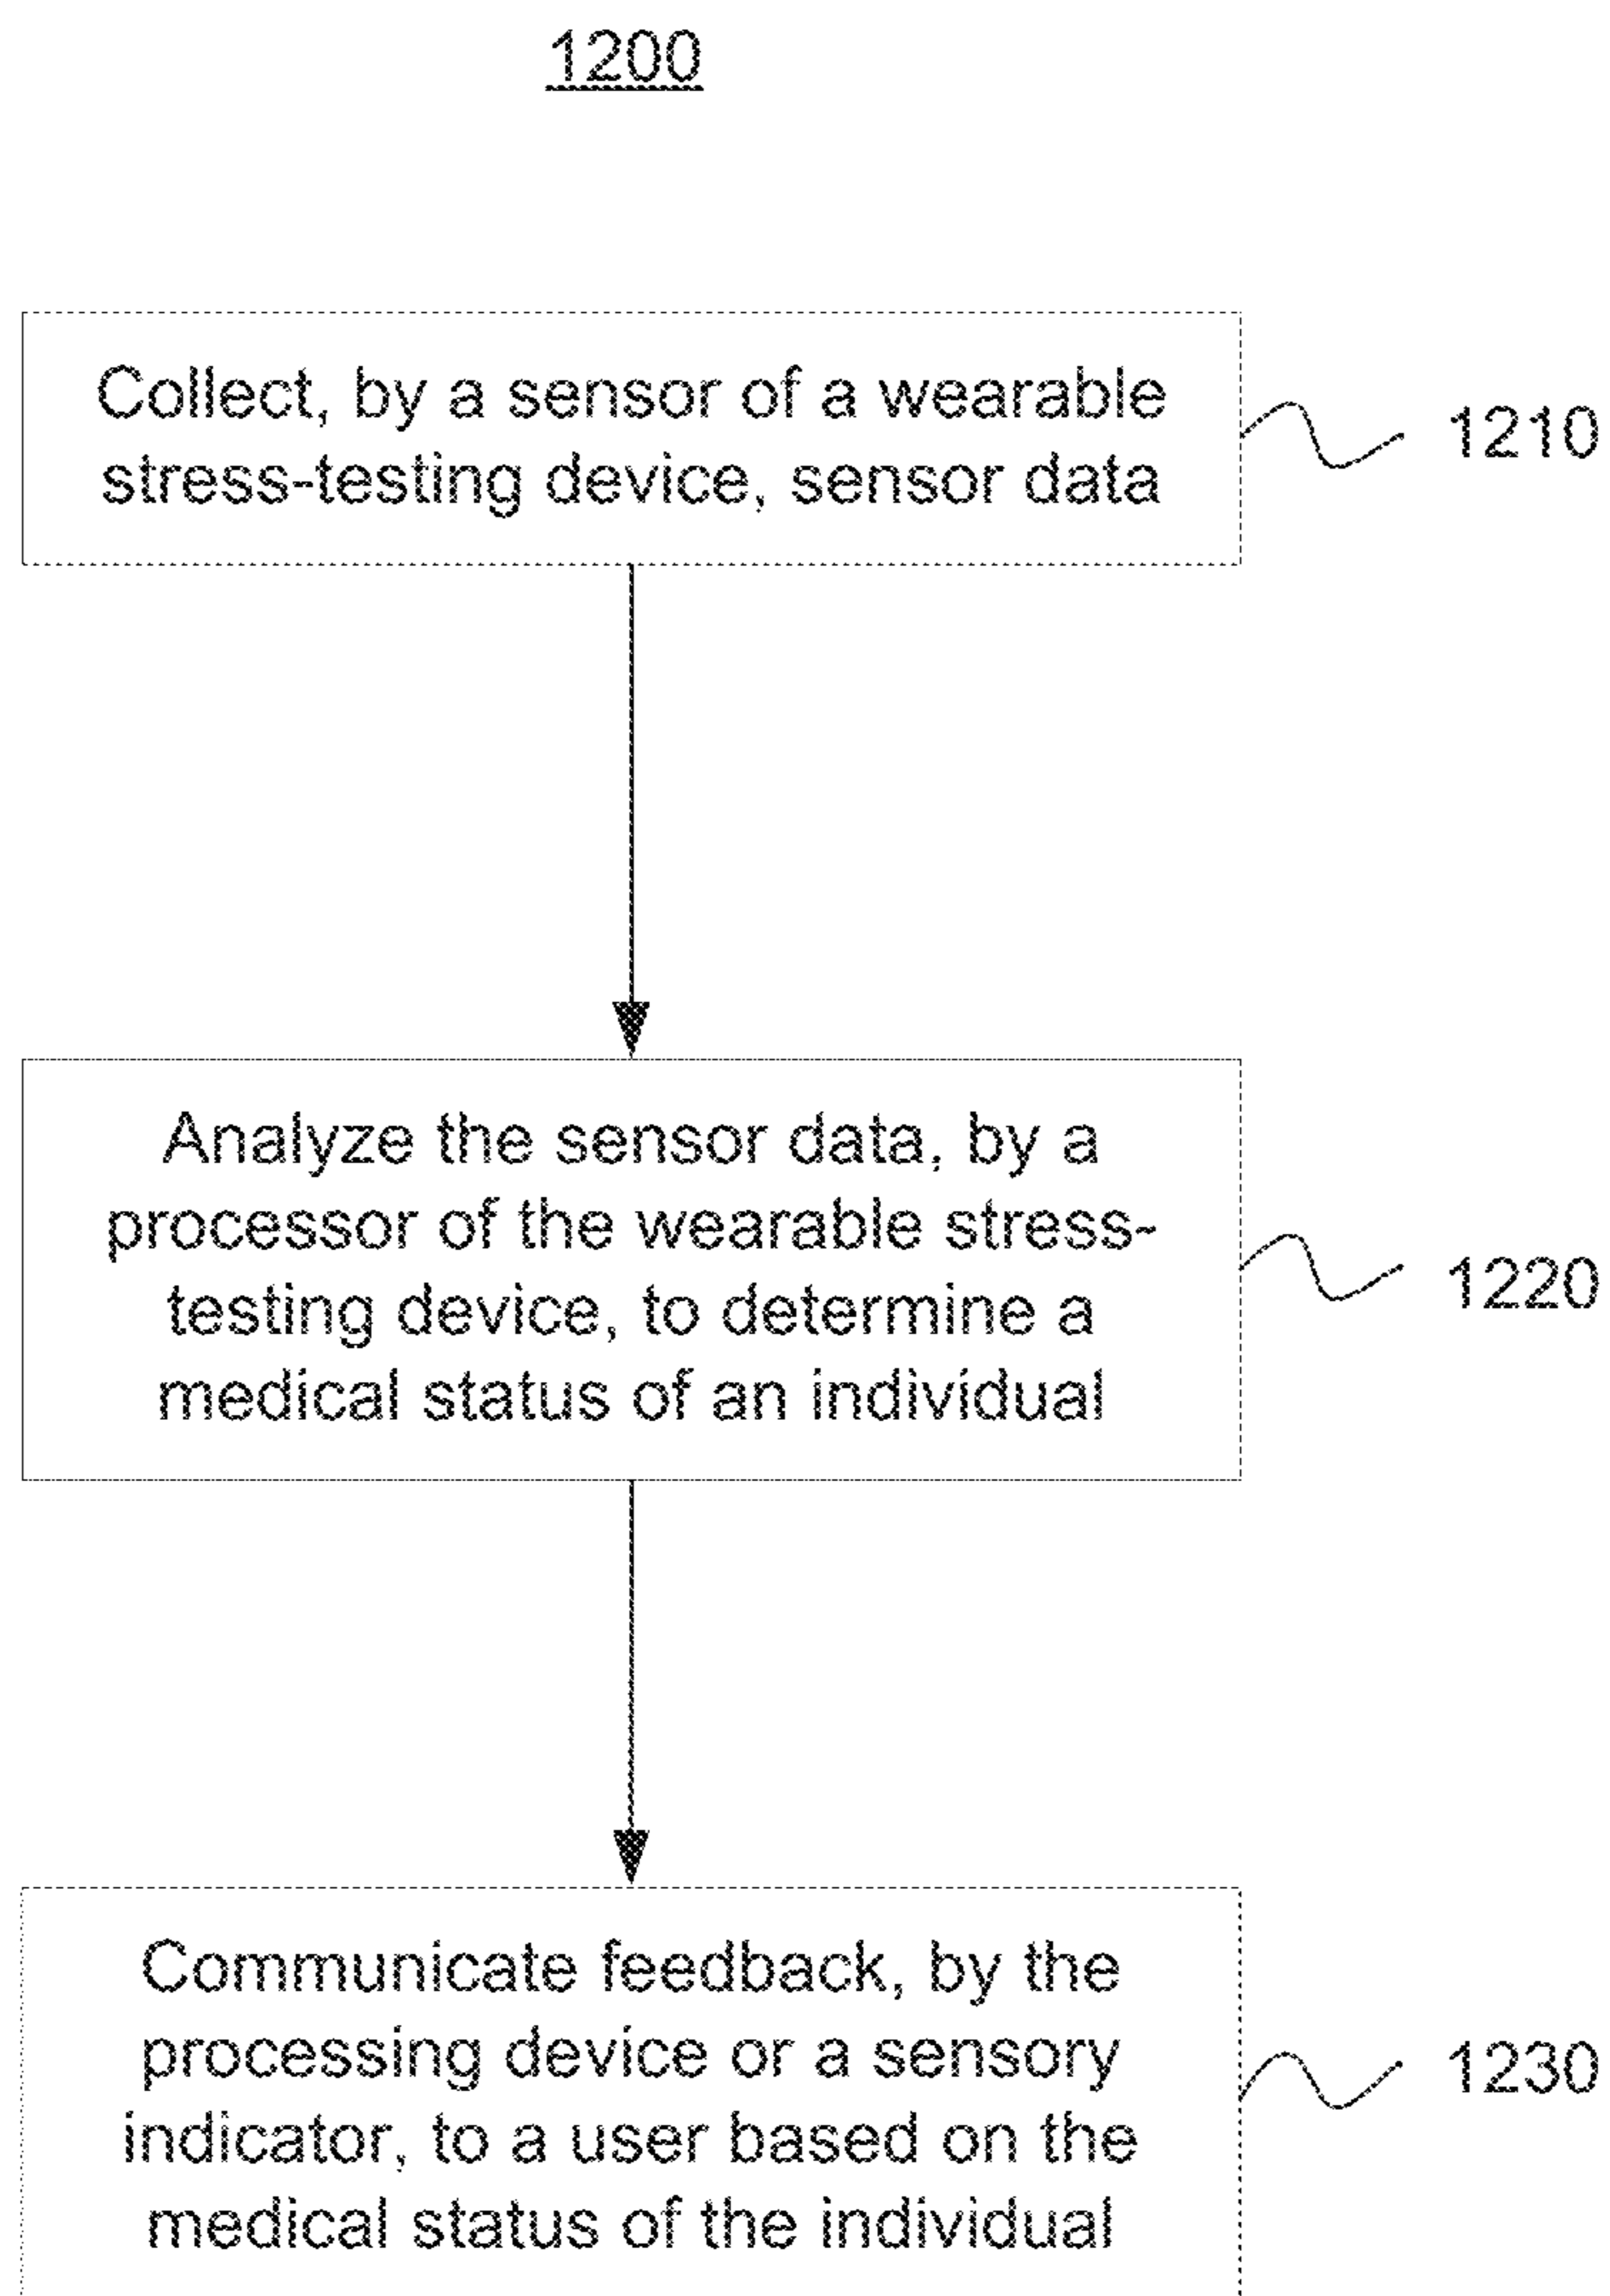 1200
Collect, by a sensor of a wearable
stress-testing device, sensor data
1210
Analyze the sensor data, by a
processor of the wearable stress-
testing device, to determine a
medical status of an individual
1220
Communicate feedback, by the
processing device or a sensory
indicator, to a user based on the
medical status of the individual
1230